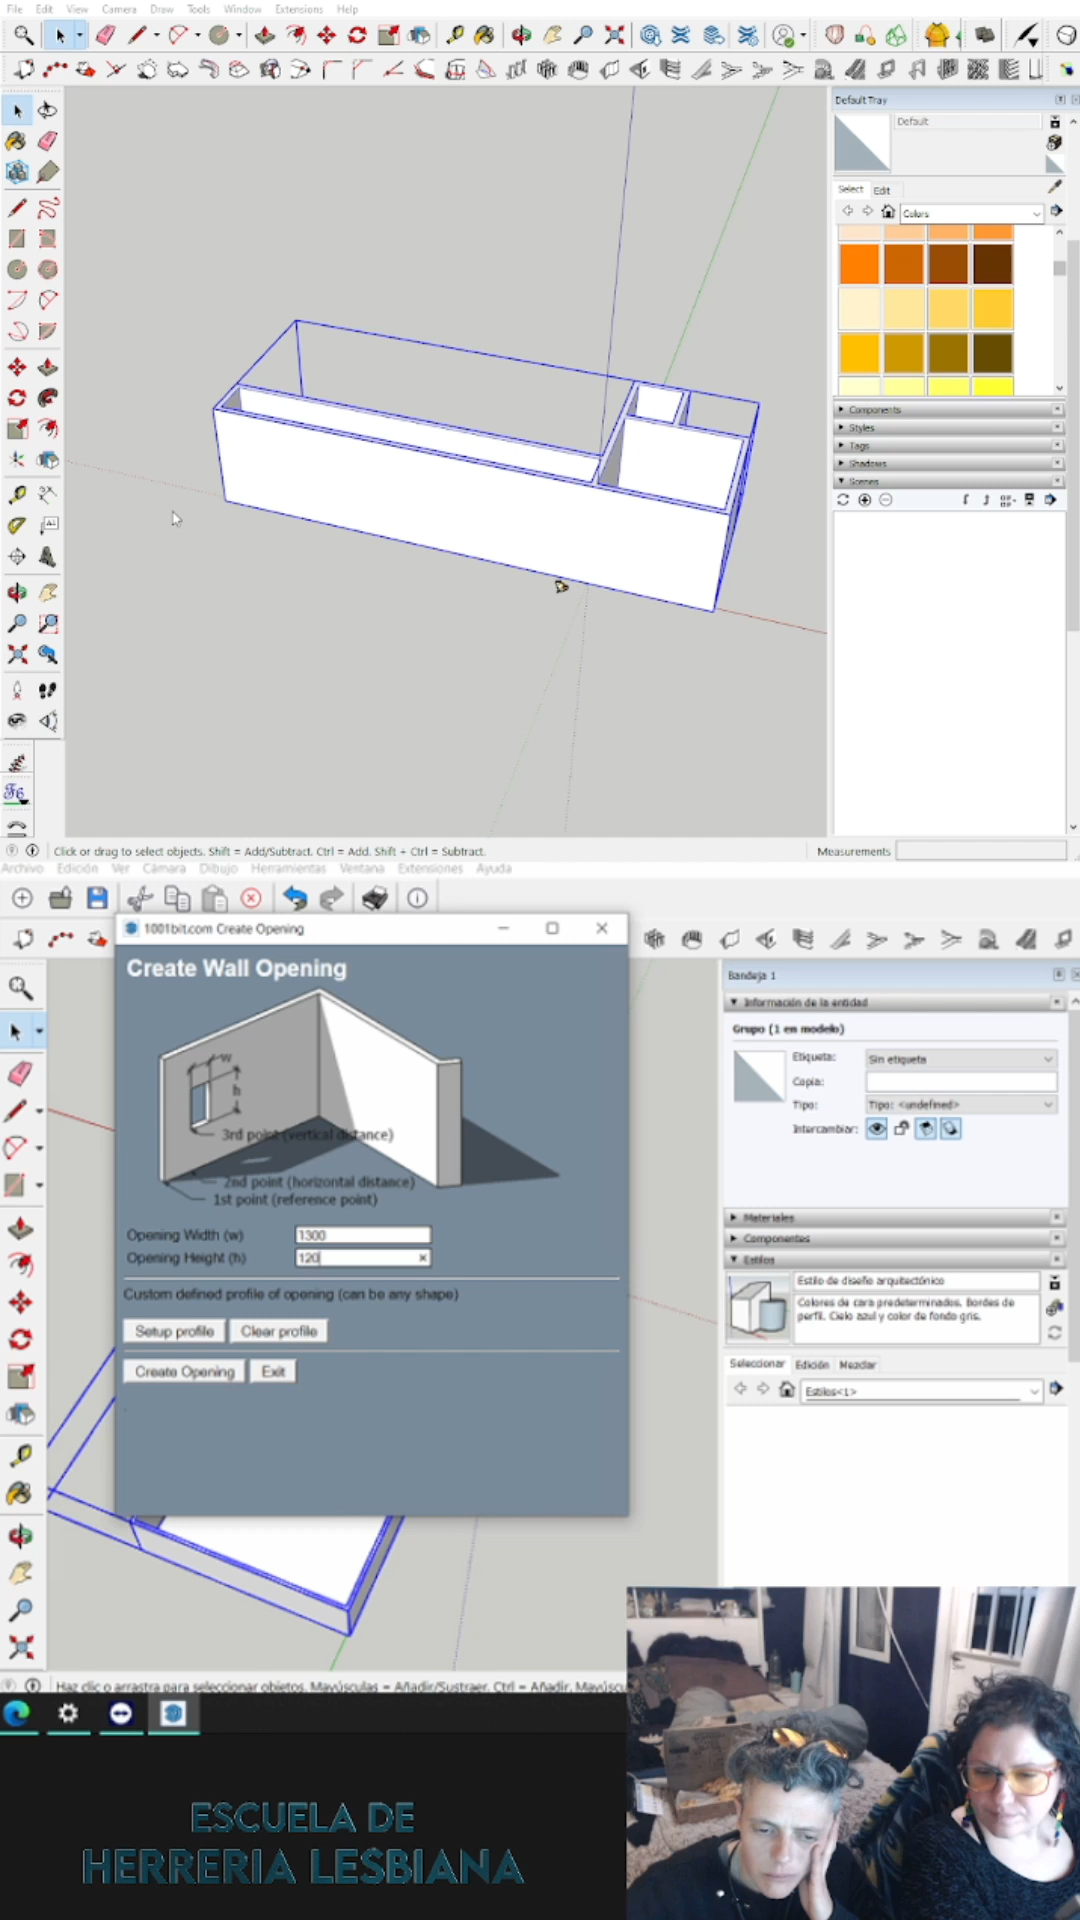 File Edit View Camera Draw Tools Window Extensions Help
Default Tray
Default
Select Edit
Colors
Components
Styles
Tags
Shadows
Scenes
Click or drag to select objects. Shift = Add/Subtract. Ctrl = Add. Shift + Ctrl = Subtract.
Measurements
Archivo Edición Ver Cámara Dibujo Herramientas Ventana Extensiones Ayuda
1001bit.com Create Opening
Create Wall Opening
w
h
3rd point (vertical distance)
2nd point (horizontal distance)
1st point (reference point)
Opening Width (w) 1300
Opening Height (h) 120
Custom defined profile of opening (can be any shape)
Setup profile Clear profile
Create Opening Exit
Bandeja 1
Información de la entidad
Grupo (1 en modelo)
Etiqueta: Sin etiqueta
Copia:
Tipo: Tipo: <undefined>
Intercambiar:
Materiales
Componentes
Estilos
Estilo de diseño arquitectónico
Colores de cara predeterminados. Bordes de
perfil. Cielo azul y color de fondo gris.
Seleccionar Edición Mezclar
Estilos<1>
Haz clic o arrastra para seleccionar objetos. Mayúsculas = Añadir/Sustraer. Ctrl = Añadir. Mayúscu
ESCUELA DE
HERRERIA LESBIANA